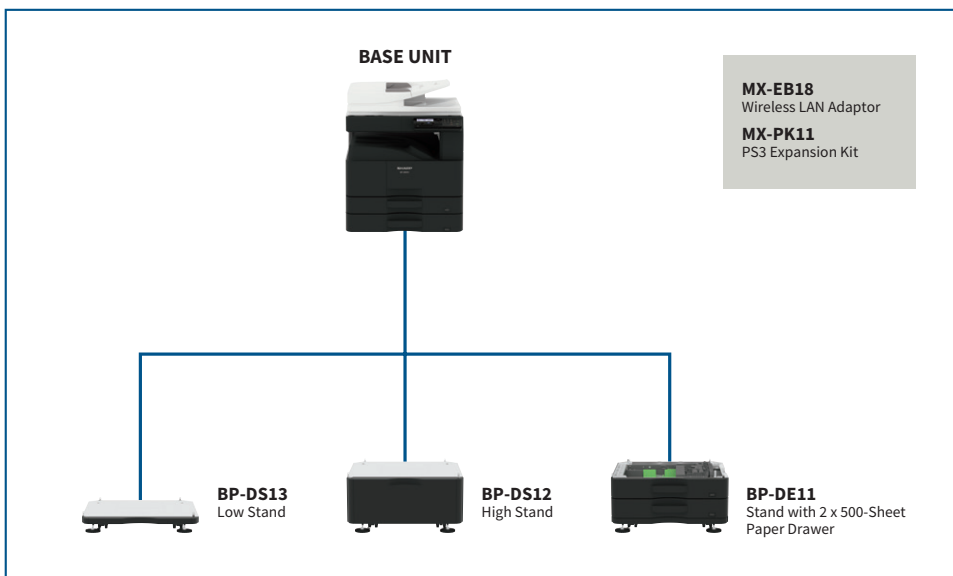 BASE UNIT
MX-EB18
Wireless LAN Adaptor
MX-PK11
PS3 Expansion Kit
SHARP
BP-DS13
Low Stand
BP-DS12
High Stand
BP-DE11
Stand with 2 x 500-Sheet
Paper Drawer